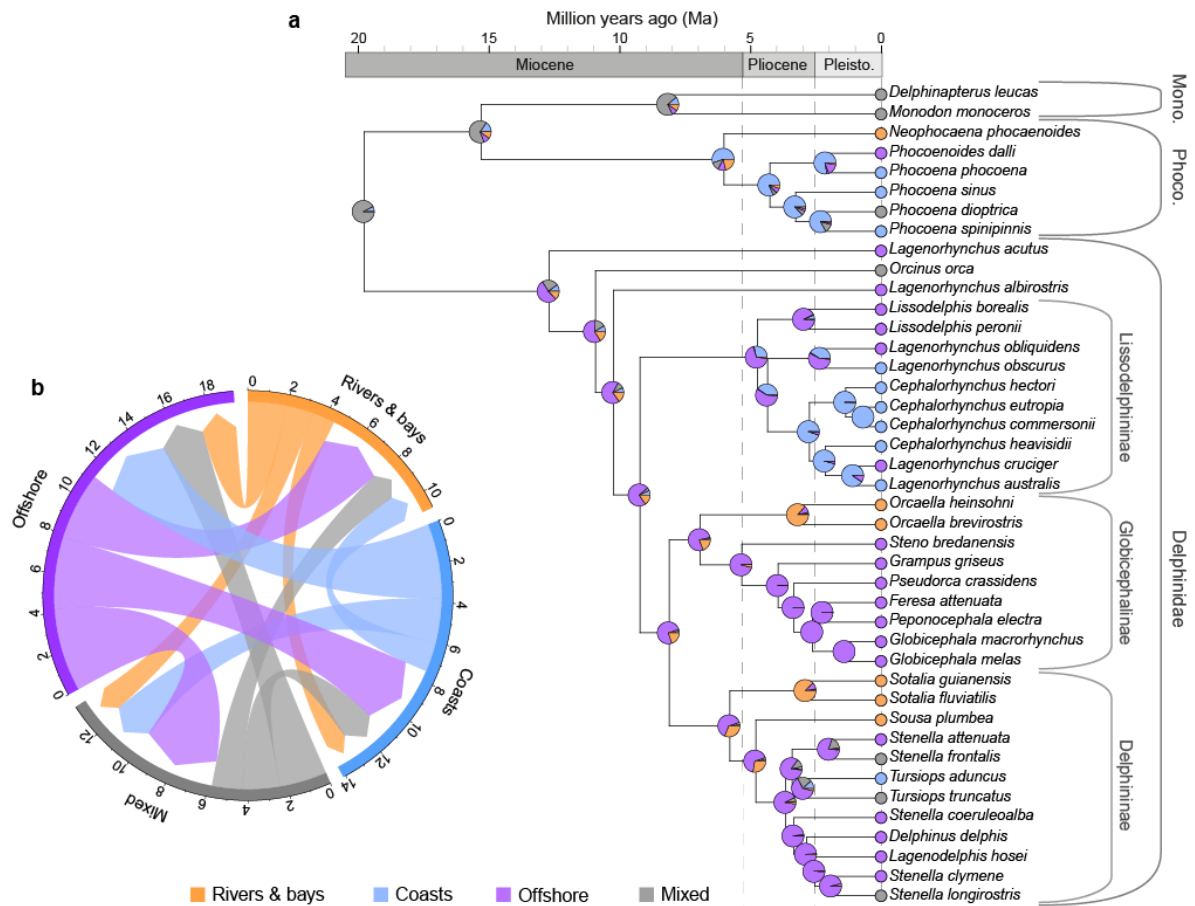 Million years ago (Ma)
a
20 15 10 5 0
Miocene Pliocene Pleisto.
Delphinapterus leucas
Monodon monoceros
Neophocaena phocaenoides
Phocoenoides dalli
Phocoena phocoena
Phocoena sinus
Phocoena dioptrica
Phocoena spinipinnis
Lagenorhynchus acutus
Orcinus orca
Lagenorhynchus albirostris
Lissodelphis borealis
Lissodelphis peronii
Lagenorhynchus obliquidens
Lagenorhynchus obscurus
Cephalorhynchus hectori
Cephalorhynchus eutropia
Cephalorhynchus commersonii
Cephalorhynchus heavisidii
Lagenorhynchus cruciger
Lagenorhynchus australis
Orcaella heinsohni
Orcaella brevirostris
Steno bredanensis
Grampus griseus
Pseudorca crassidens
Feresa attenuata
Peponocephala electra
Globicephala macrorhynchus
Globicephala melas
Sotalia guianensis
Sotalia fluviatilis
Sousa plumbea
Stenella attenuata
Stenella frontalis
Tursiops aduncus
Tursiops truncatus
Stenella coeruleoalba
Delphinus delphis
Lagenodelphis hosei
Stenella clymene
Stenella longirostris
Mono.
Phoco.
Lissodelphininae
Globicephalinae
Delphininae
Delphinidae
b
Rivers & bays
0 2 4 6 8 10
Coasts
0 2 4 6 8 10 12 14
Mixed
0 2 4 6 8 10 12
Offshore
0 2 4 6 8 10 12 14 16 18
Rivers & bays Coasts Offshore Mixed